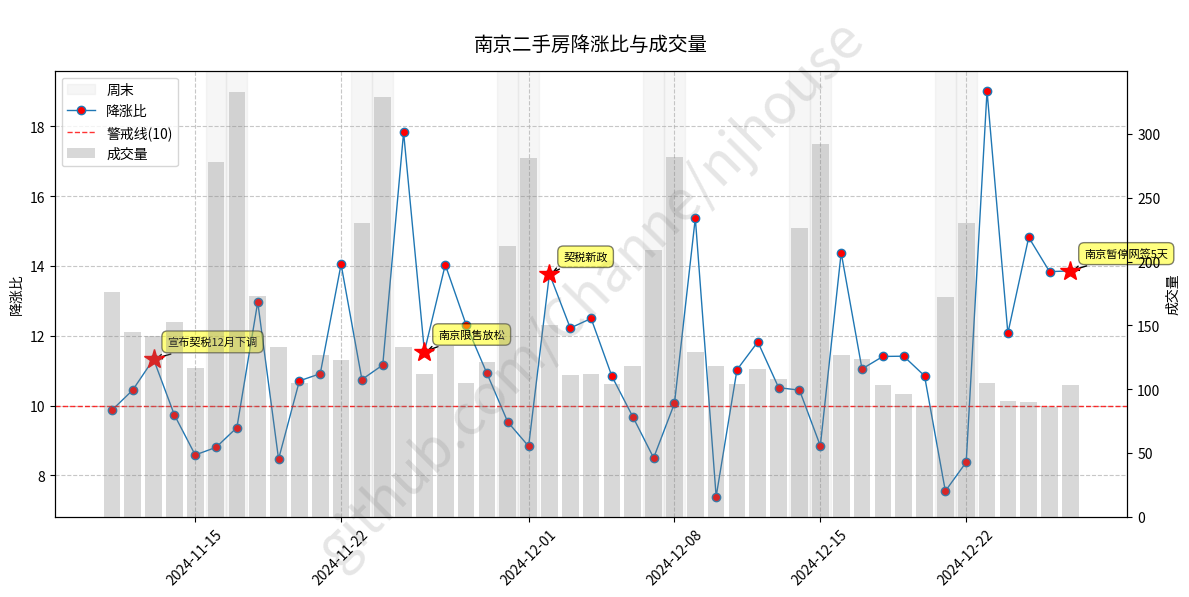 南京二手房降涨比与成交量
周末
降涨比
警戒线(10)
成交量
降涨比
18
16
14
12
10
8
300
250
200
150
100
50
0
成交量
宣布契税12月下调
南京限售放松
契税新政
南京暂停网签5天
2024-11-15
2024-11-22
2024-12-01
2024-12-08
2024-12-15
2024-12-22
github.com/channe/njhouse